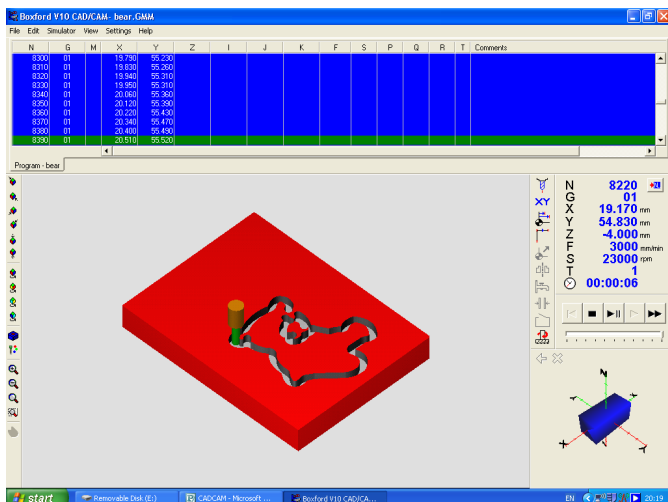 Boxford V10 CAD/CAM- bear.GMM
File Edit Simulator View Settings Help
N G M X Y Z I J K F S P Q R T Comments
8300 01 19.790 55.230
8310 01 19.830 55.260
8320 01 19.940 55.310
8330 01 19.950 55.310
8340 01 20.060 55.360
8350 01 20.120 55.390
8360 01 20.220 55.430
8370 01 20.340 55.470
8380 01 20.400 55.490
8390 01 20.510 55.520
Program - bear
XY
N 8220
G 01
X 19.170 mm
Y 54.830 mm
Z -4.000 mm
F 3000 mm/min
S 23000 rpm
T 1
00:00:06
start
Removable Disk (E:)
CADCAM - Microsoft ...
Boxford V10 CAD/CA...
EN
20:19